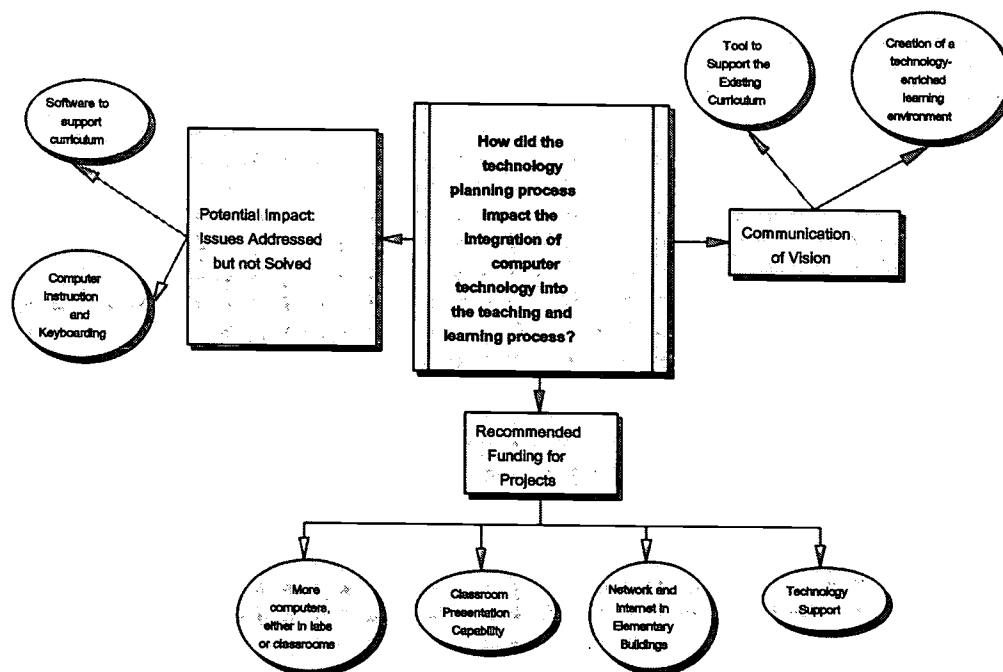 Software to
support
curriculum
Computer
Instruction
and
Keyboarding
Potential Impact:
Issues Addressed
but not Solved
How did the
technology
planning process
impact the
integration of
computer
technology into
the teaching and
learning process?
Tool to
Support the
Existing
Curriculum
Creation of a
technology-
enriched
learning
environment
Communication
of Vision
Recommended
Funding for
Projects
More
computers,
either in labs
or classrooms
Classroom
Presentation
Capability
Network and
Internet in
Elementary
Buildings
Technology
Support